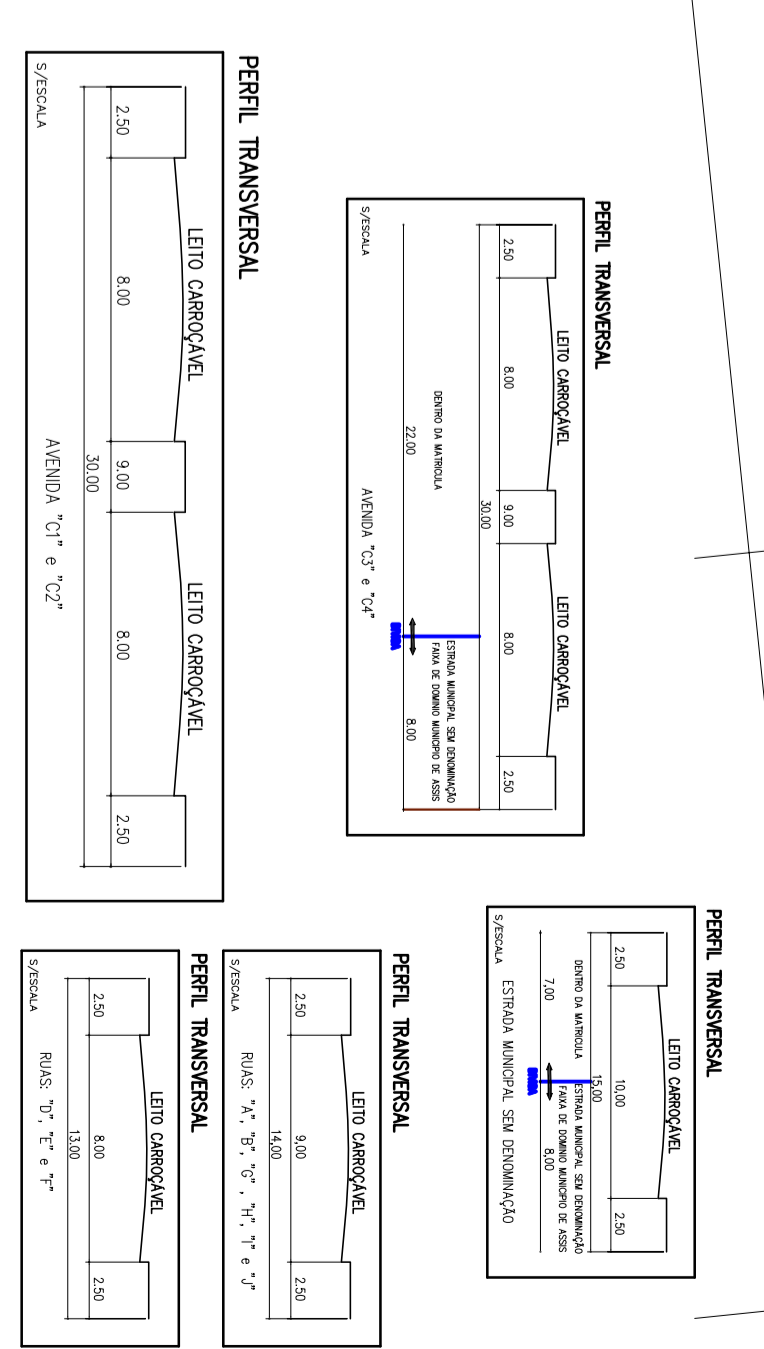 PERFIL TRANSVERSAL
LEITO CARROÇÁVEL
2.50 10,00 2.50
15,00
DENTRO DA MATRICULA
ESTRADA MUNICIPAL SEM DENOMINAÇÃO
FAIXA DE DOMINIO MUNICIPIO DE ASSIS
7,00 8,00
DIVISA
ESTRADA MUNICIPAL SEM DENOMINAÇÃO
S/ESCALA
PERFIL TRANSVERSAL
LEITO CARROÇÁVEL LEITO CARROÇÁVEL
2.50 8.00 9.00 8.00 2.50
30.00
ESTRADA MUNICIPAL SEM DENOMINAÇÃO
DENTRO DA MATRICULA
FAIXA DE DOMINIO MUNICIPIO DE ASSIS
22.00 8.00
DIVISA
AVENIDA "C3" e "C4"
S/ESCALA
PERFIL TRANSVERSAL
LEITO CARROÇÁVEL LEITO CARROÇÁVEL
2.50 8.00 9.00 8.00 2.50
30.00
AVENIDA "C1" e "C2"
S/ESCALA
PERFIL TRANSVERSAL
LEITO CARROÇÁVEL
2.50 9,00 2.50
14,00
RUAS: "A", "B", "G" , "H", "I" e "J"
S/ESCALA
PERFIL TRANSVERSAL
LEITO CARROÇÁVEL
2.50 8.00 2.50
13.00
RUAS: "D", "E" e "F"
S/ESCALA